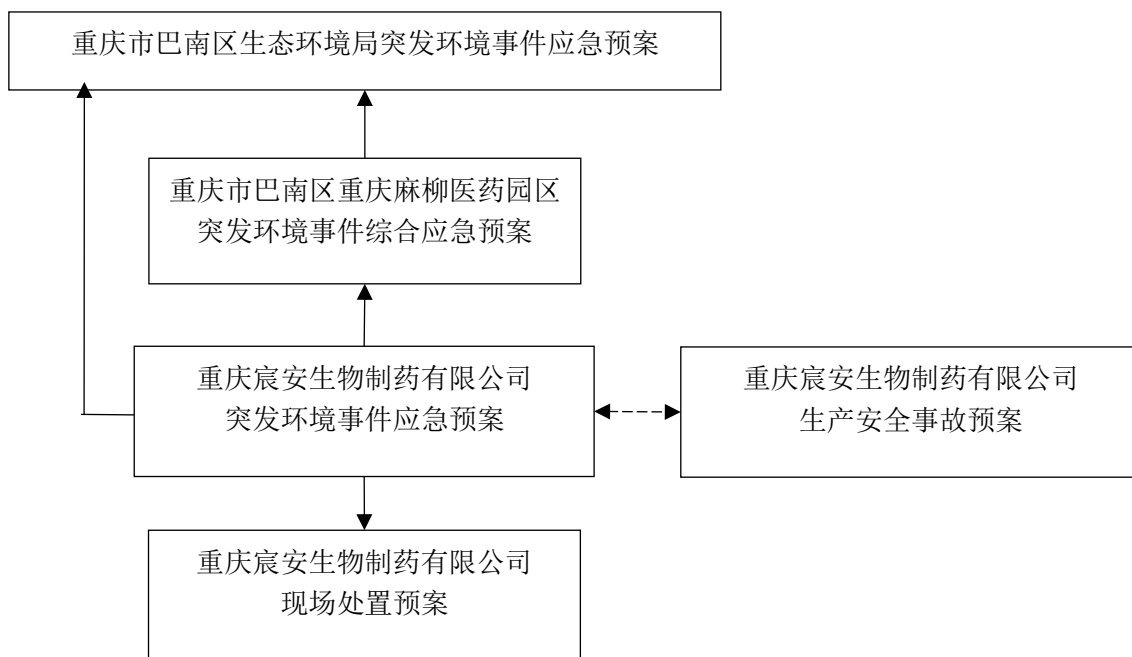 重庆市巴南区生态环境局突发环境事件应急预案
重庆市巴南区重庆麻柳医药园区
突发环境事件综合应急预案
重庆宸安生物制药有限公司
突发环境事件应急预案
重庆宸安生物制药有限公司
生产安全事故预案
重庆宸安生物制药有限公司
现场处置预案